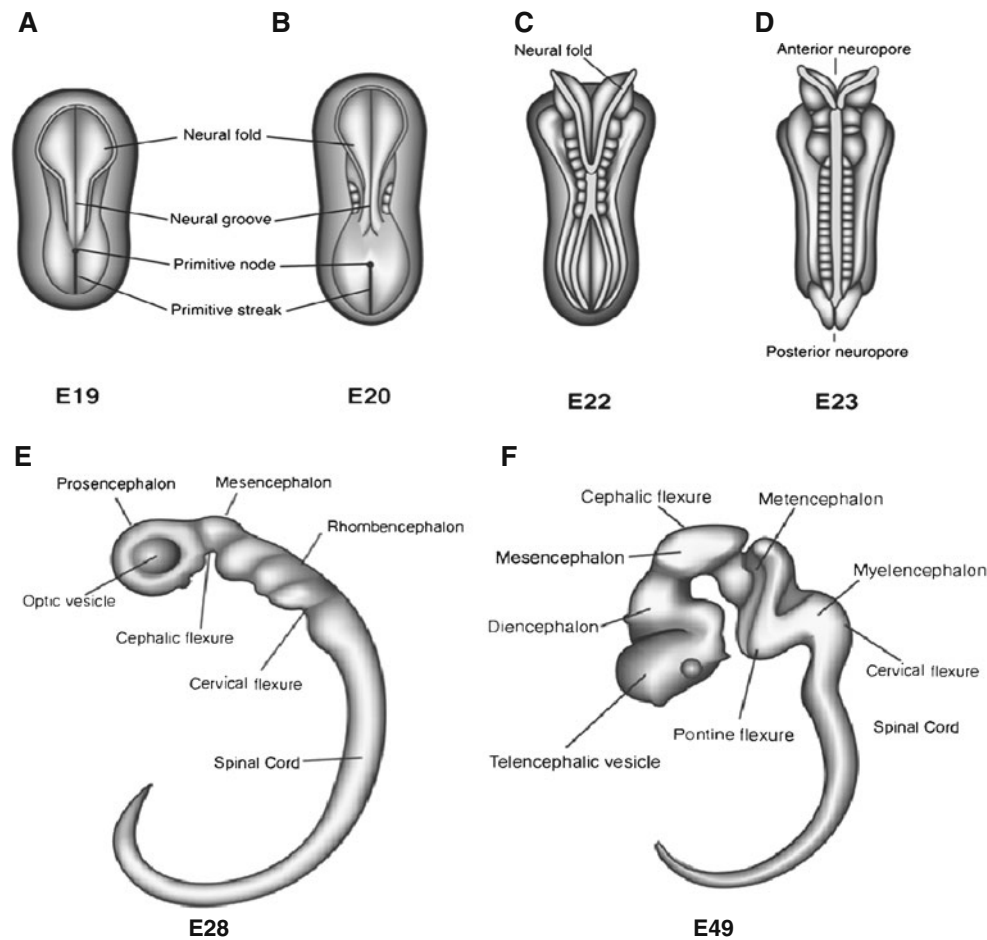 A
B
C
D
Neural fold
Anterior neuropore
Neural fold
Neural groove
Primitive node
Primitive streak
Posterior neuropore
E19
E20
E22
E23
E
F
Prosencephalon
Mesencephalon
Rhombencephalon
Optic vesicle
Cephalic flexure
Cervical flexure
Spinal Cord
E28
Cephalic flexure
Metencephalon
Mesencephalon
Myelencephalon
Diencephalon
Cervical flexure
Pontine flexure
Spinal Cord
Telencephalic vesicle
E49